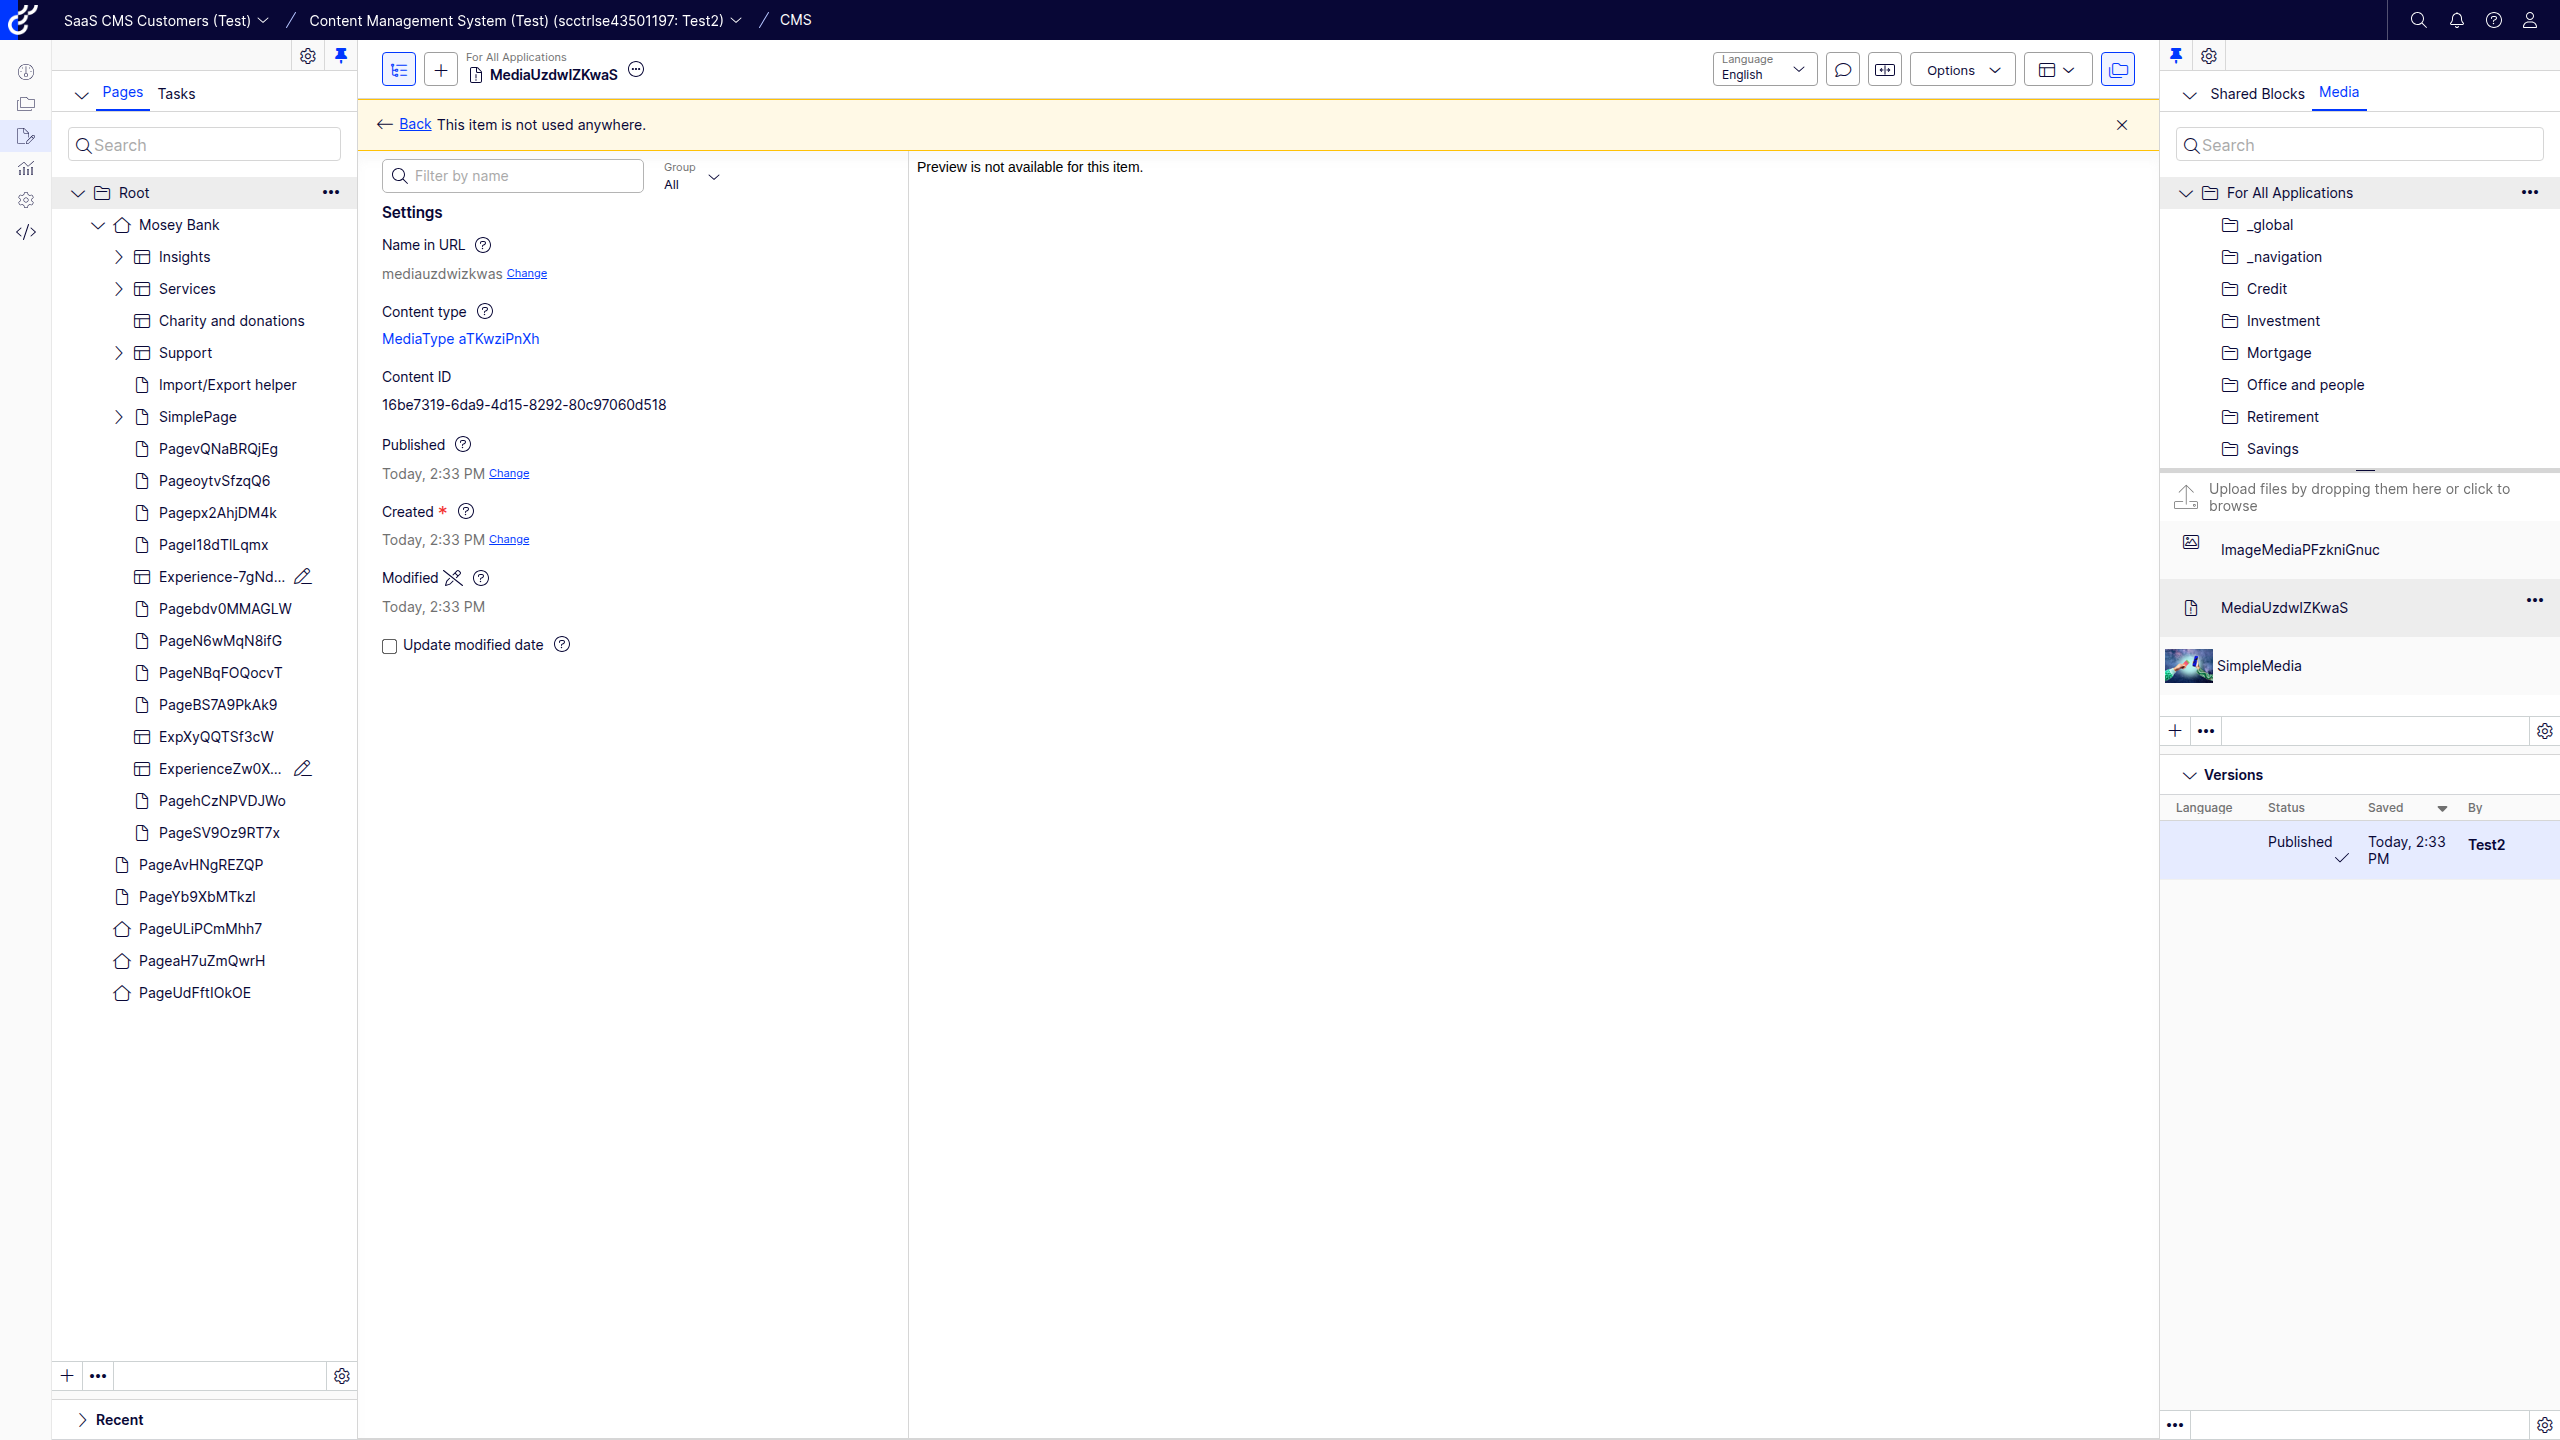 SaaS CMS Customers (Test)
Content Management System (Test) (scctrlse43501197: Test2)
CMS
Pages
Tasks
Search
Root
Mosey Bank
Insights
Services
Charity and donations
Support
Import/Export helper
SimplePage
PagevQNaBRQjEg
PageoytvSfzqQ6
Pagepx2AhjDM4k
PageI18dTlLqmx
Experience-7gNd...
Pagebdv0MMAGLW
PageN6wMqN8ifG
PageNBqFOQocvT
PageBS7A9PkAk9
ExpXyQQTSf3cW
ExperienceZw0X...
PagehCzNPVDJWo
PageSV9Oz9RT7x
PageAvHNgREZQP
PageYb9XbMTkzI
PageULiPCmMhh7
PageaH7uZmQwrH
PageUdFftIOkOE
Recent
For All Applications
MediaUzdwIZKwaS
Language
English
Options
Back This item is not used anywhere.
Filter by name
Group
All
Settings
Name in URL
mediauzdwizkwas Change
Content type
MediaType aTKwziPnXh
Content ID
16be7319-6da9-4d15-8292-80c97060d518
Published
Today, 2:33 PM Change
Created *
Today, 2:33 PM Change
Modified
Today, 2:33 PM
Update modified date
Preview is not available for this item.
Shared Blocks
Media
Search
For All Applications
_global
_navigation
Credit
Investment
Mortgage
Office and people
Retirement
Savings
Upload files by dropping them here or click to
browse
ImageMediaPFzkniGnuc
MediaUzdwIZKwaS
SimpleMedia
Versions
Language Status Saved By
Published Today, 2:33 PM Test2